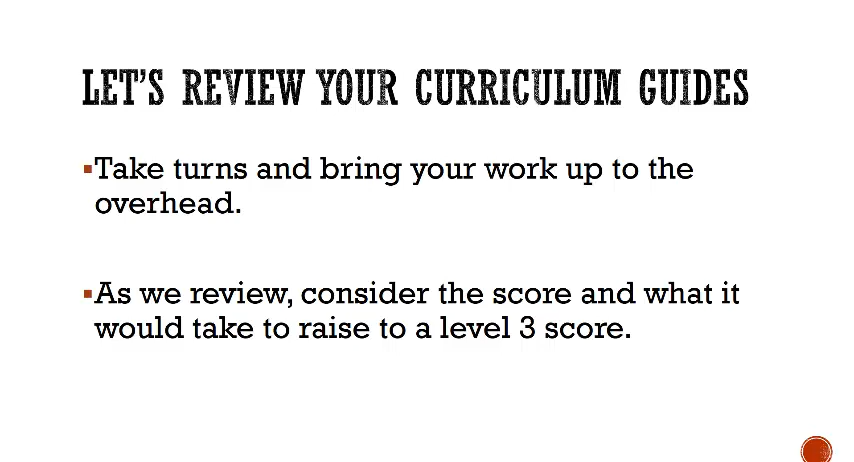 LET'S REVIEW YOUR CURRICULUM GUIDES
▪Take turns and bring your work up to the
overhead.
▪As we review, consider the score and what it
would take to raise to a level 3 score.